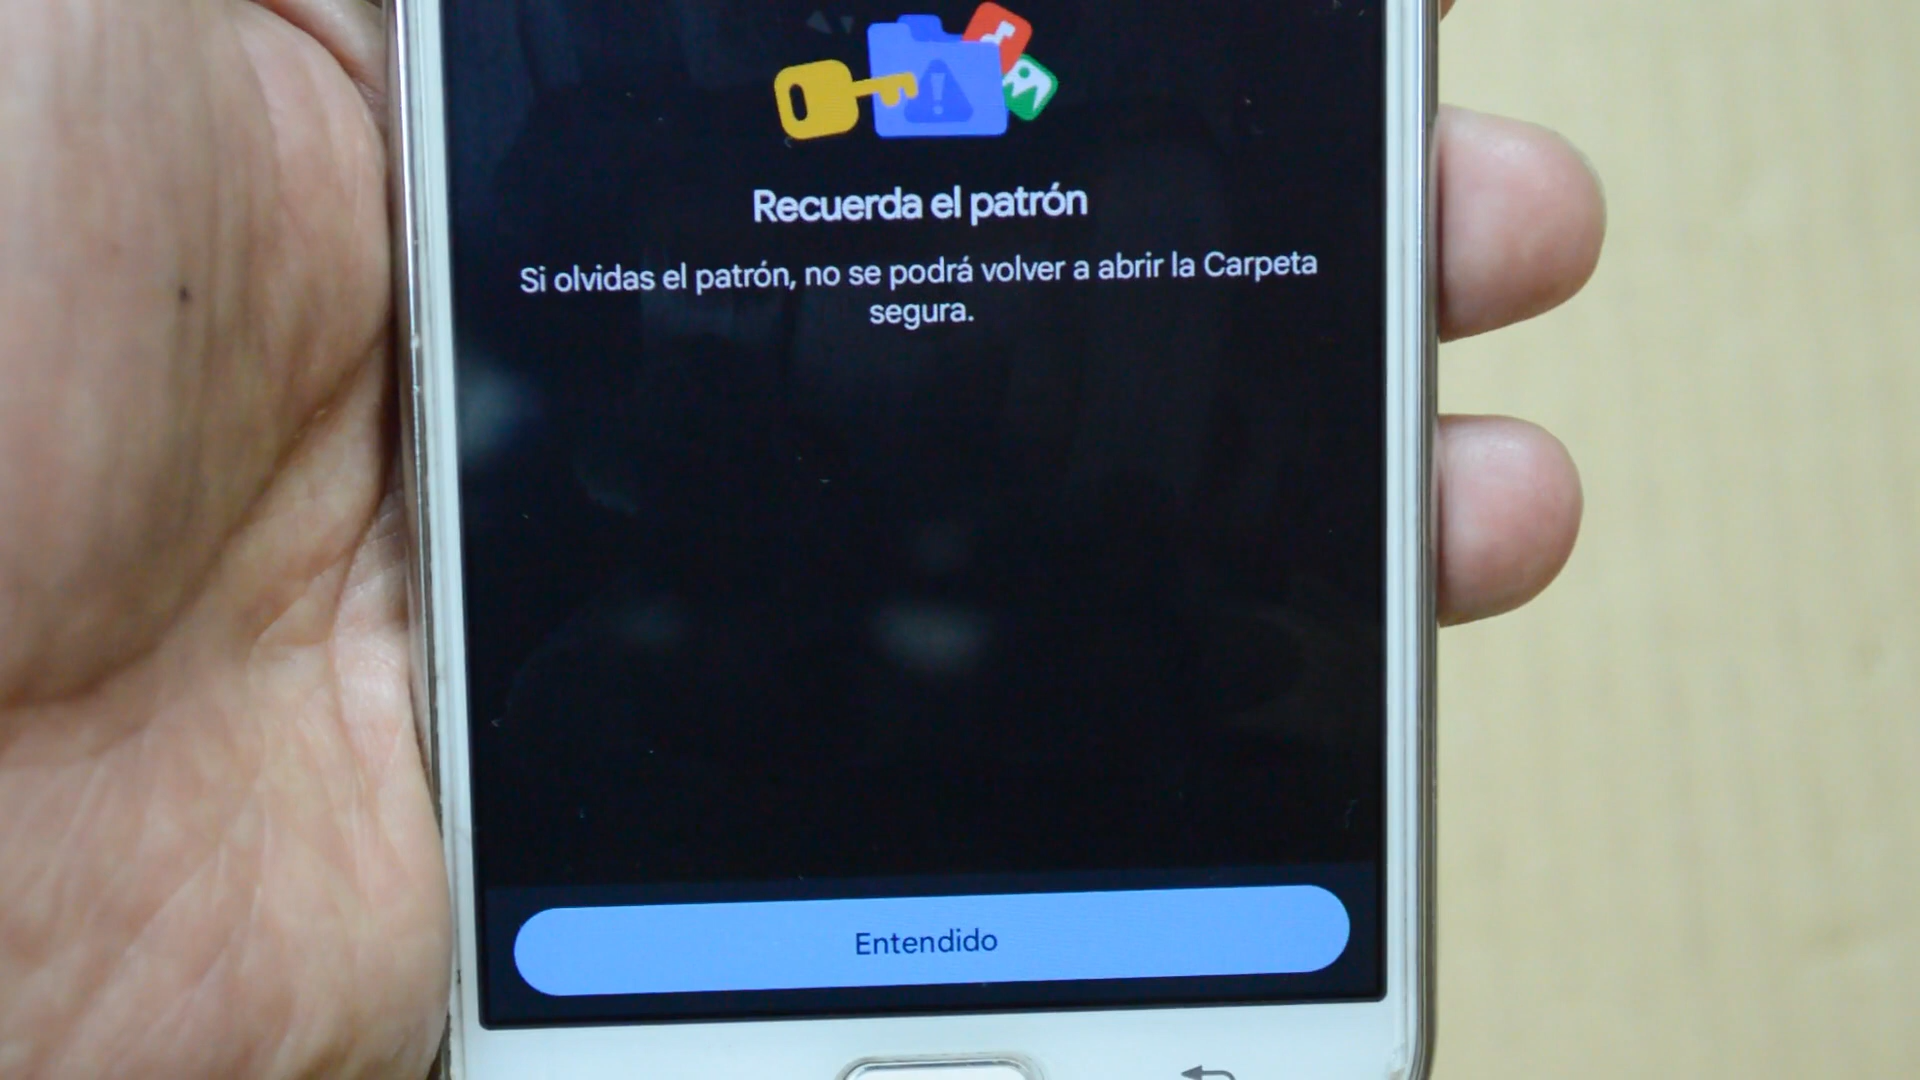 Recuerda el patrón
Si olvidas el patrón, no se podrá volver a abrir la Carpeta
segura.
Entendido